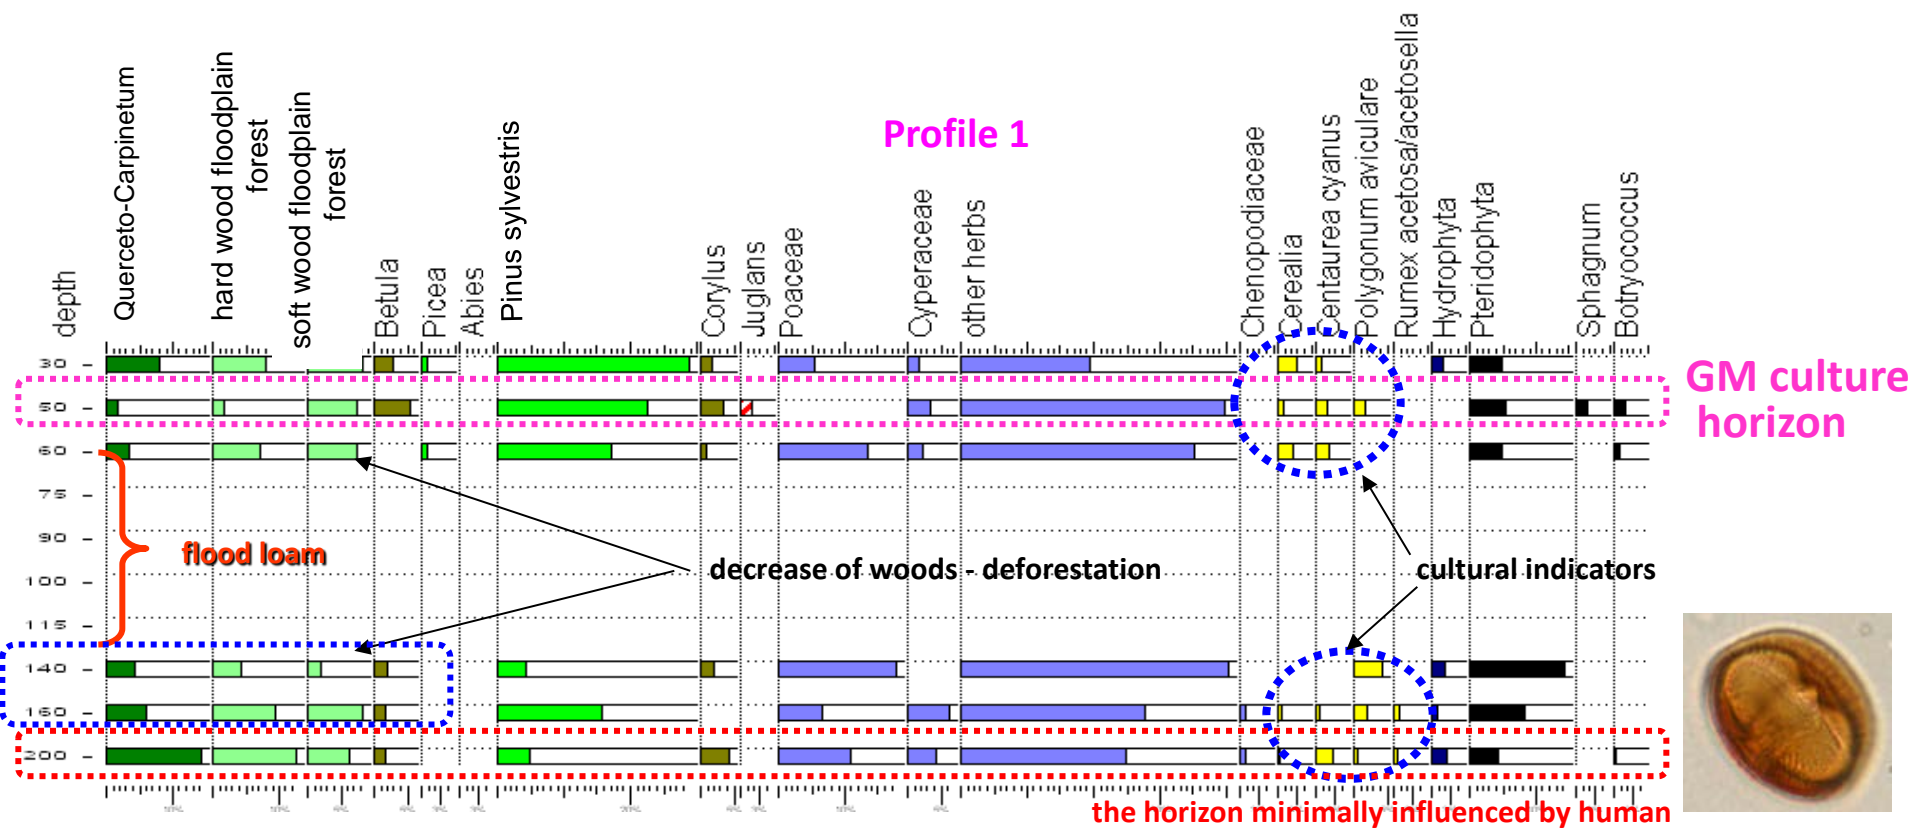 Profile 1
depth
Querceto-Carpinetum
hard wood floodplain
forest
soft wood floodplain
forest
Betula
Picea
Abies
Pinus sylvestris
Corylus
Juglans
Poaceae
Cyperaceae
other herbs
Chenopodiaceae
Cerealia
Centaurea cyanus
Polygonum aviculare
Rumex acetosa/acetosella
Hydrophyta
Pteridophyta
Sphagnum
Botryococcus
30
50
60
75
90
100
115
140
160
200
GM culture
horizon
flood loam
decrease of woods - deforestation
cultural indicators
the horizon minimally influenced by human